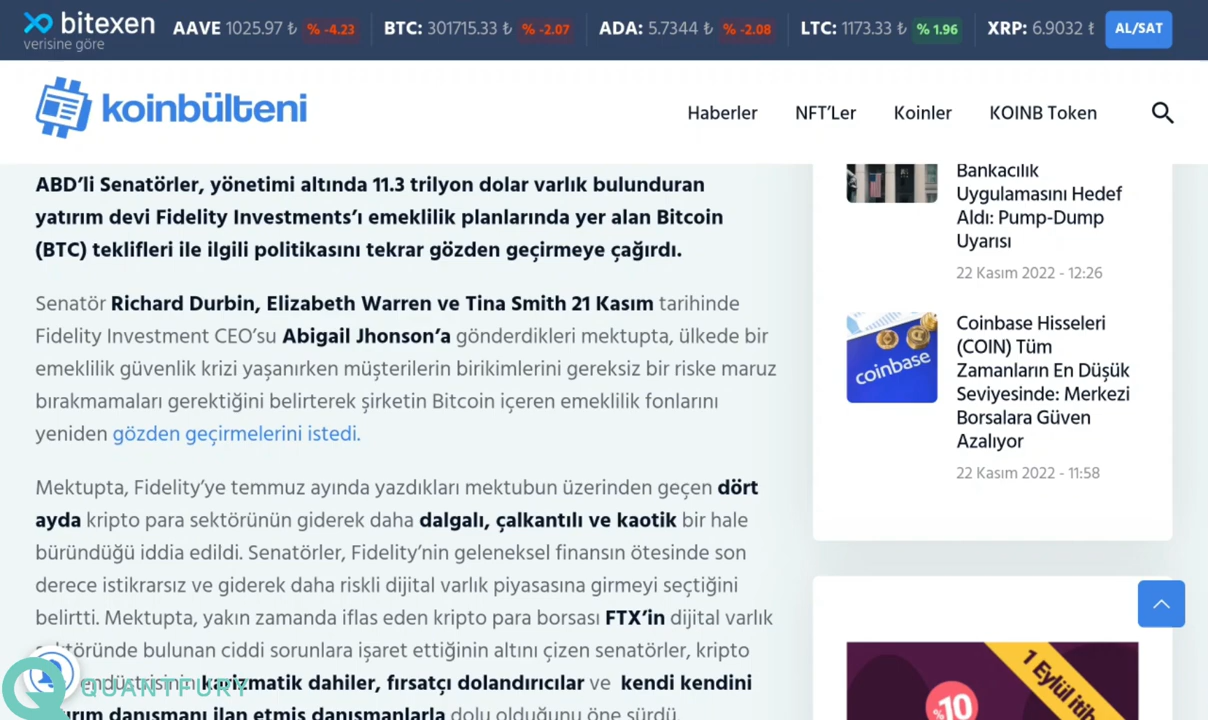 bitexen
verisine göre
AAVE 1025.97 ₺ % -4.23
BTC: 301715.33 ₺ % -2.07
ADA: 5.7344 ₺ % -2.08
LTC: 1173.33 ₺ % 1.96
XRP: 6.9032 ₺
AL/SAT
koinbülteni
Haberler
NFT’Ler
Koinler
KOINB Token
ABD’li Senatörler, yönetimi altında 11.3 trilyon dolar varlık bulunduran
yatırım devi Fidelity Investments’ı emeklilik planlarında yer alan Bitcoin
(BTC) teklifleri ile ilgili politikasını tekrar gözden geçirmeye çağırdı.
Senatör Richard Durbin, Elizabeth Warren ve Tina Smith 21 Kasım tarihinde
Fidelity Investment CEO’su Abigail Jhonson’a gönderdikleri mektupta, ülkede bir
emeklilik güvenlik krizi yaşanırken müşterilerin birikimlerini gereksiz bir riske maruz
bırakmamaları gerektiğini belirterek şirketin Bitcoin içeren emeklilik fonlarını
yeniden gözden geçirmelerini istedi.
Mektupta, Fidelity’ye temmuz ayında yazdıkları mektubun üzerinden geçen dört
ayda kripto para sektörünün giderek daha dalgalı, çalkantılı ve kaotik bir hale
büründüğü iddia edildi. Senatörler, Fidelity’nin geleneksel finansın ötesinde son
derece istikrarsız ve giderek daha riskli dijital varlık piyasasına girmeyi seçtiğini
belirtti. Mektupta, yakın zamanda iflas eden kripto para borsası FTX’in dijital varlık
sektöründe bulunan ciddi sorunlara işaret ettiğinin altını çizen senatörler, kripto
endüstrisinin karizmatik dahiler, fırsatçı dolandırıcılar ve kendi kendini
yatırım danışmanı ilan etmiş danışmanlarla dolu olduğunu öne sürdü.
QUANTFURY
Bankacılık
Uygulamasını Hedef
Aldı: Pump-Dump
Uyarısı
22 Kasım 2022 - 12:26
coinbase
Coinbase Hisseleri
(COIN) Tüm
Zamanların En Düşük
Seviyesinde: Merkezi
Borsalara Güven
Azalıyor
22 Kasım 2022 - 11:58
1 Eylül itib
%10